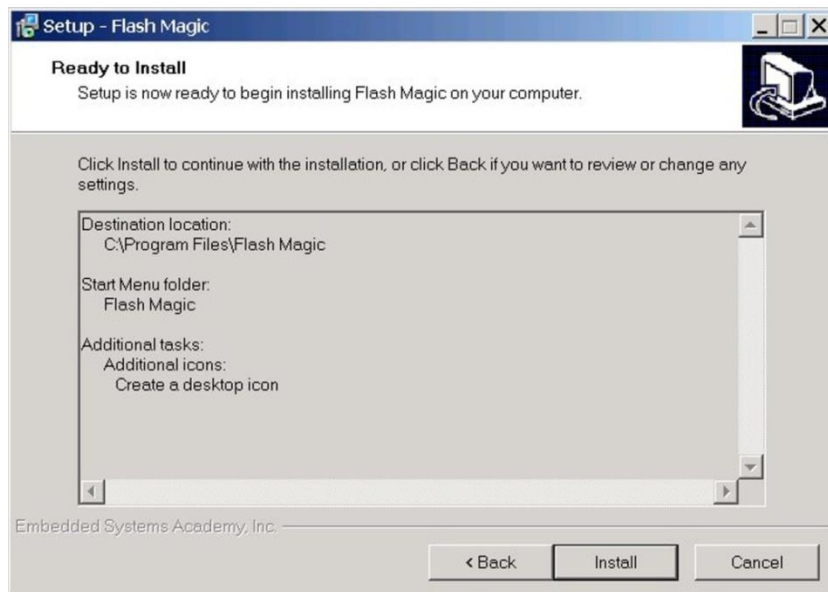 Setup - Flash Magic
Ready to Install
Setup is now ready to begin installing Flash Magic on your computer.
Click Install to continue with the installation, or click Back if you want to review or change any
settings.
Destination location:
C:\Program Files\Flash Magic
Start Menu folder:
Flash Magic
Additional tasks:
Additional icons:
Create a desktop icon
Embedded Systems Academy, Inc.
< Back
Install
Cancel